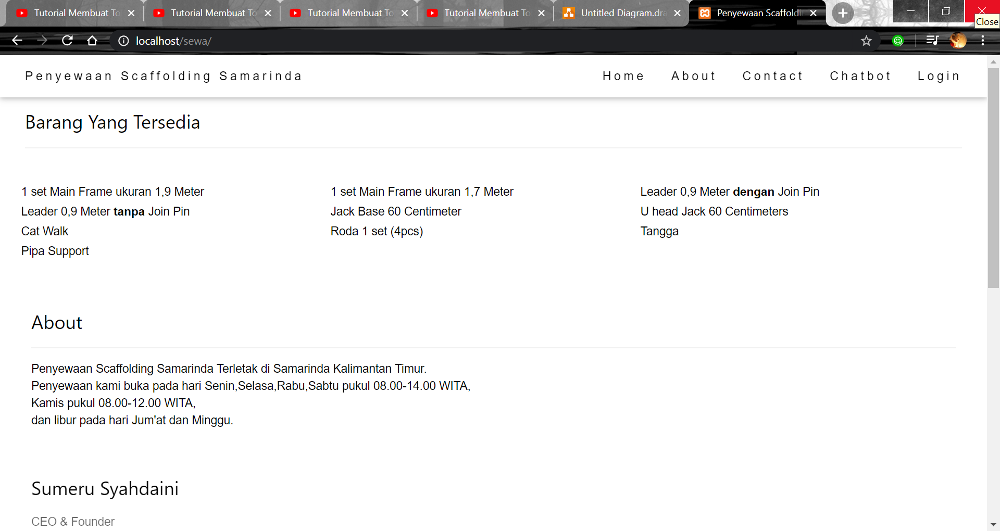 Tutorial Membuat To
Tutorial Membuat To
Tutorial Membuat To
Tutorial Membuat To
Untitled Diagram.dra
Penyewaan Scaffoldi
Close
localhost/sewa/
Penyewaan Scaffolding Samarinda
Home About Contact Chatbot Login
Barang Yang Tersedia
1 set Main Frame ukuran 1,9 Meter
Leader 0,9 Meter tanpa Join Pin
Cat Walk
Pipa Support
1 set Main Frame ukuran 1,7 Meter
Jack Base 60 Centimeter
Roda 1 set (4pcs)
Leader 0,9 Meter dengan Join Pin
U head Jack 60 Centimeters
Tangga
About
Penyewaan Scaffolding Samarinda Terletak di Samarinda Kalimantan Timur.
Penyewaan kami buka pada hari Senin,Selasa,Rabu,Sabtu pukul 08.00-14.00 WITA,
Kamis pukul 08.00-12.00 WITA,
dan libur pada hari Jum'at dan Minggu.
Sumeru Syahdaini
CEO & Founder